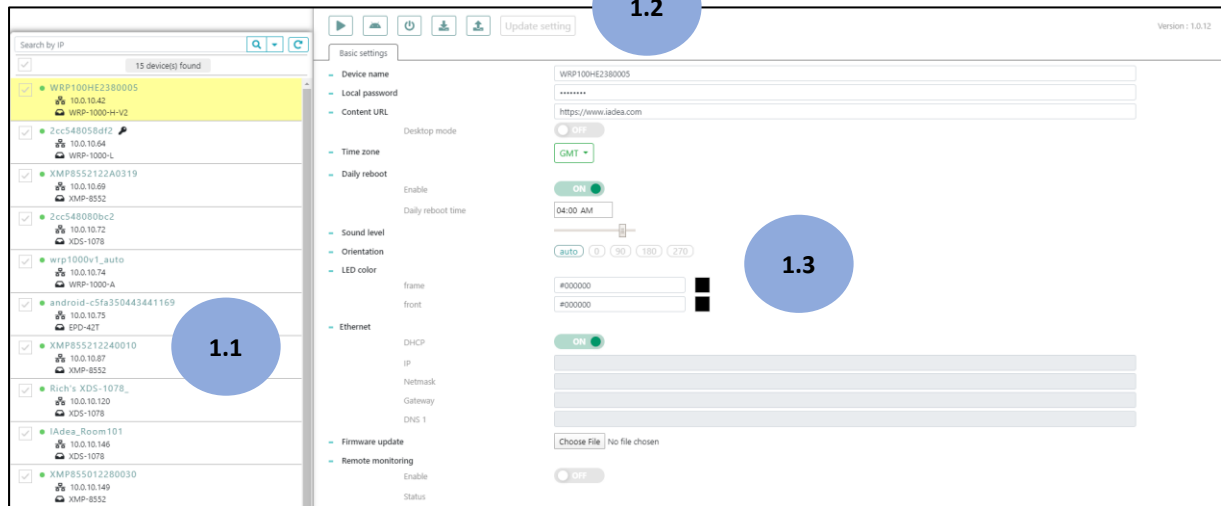 1.2
Update setting
Version : 1.0.12
Search by IP
15 device(s) found
WRP100HE2380005
10.0.10.42
WRP-1000-H-V2
2cc548058df2
10.0.10.64
WRP-1000-L
XMP8552122A0319
10.0.10.69
XMP-8552
2cc548080bc2
10.0.10.72
XDS-1078
wrp1000v1_auto
10.0.10.74
WRP-1000-A
android-c5fa350443441169
10.0.10.75
EPD-42T
XMP855212240010
10.0.10.87
XMP-8552
Rich's XDS-1078_
10.0.10.120
XDS-1078
IAdea_Room101
10.0.10.146
XDS-1078
XMP855012280030
10.0.10.149
XMP-8552
1.1
Basic settings
Device name WRP100HE2380005
Local password ••••••••
Content URL https://www.iadea.com
Desktop mode OFF
Time zone GMT
Daily reboot
Enable ON
Daily reboot time 04:00 AM
Sound level
Orientation auto 0 90 180 270
LED color
frame #000000
front #000000
1.3
Ethernet
DHCP ON
IP
Netmask
Gateway
DNS 1
Firmware update Choose File No file chosen
Remote monitoring
Enable OFF
Status